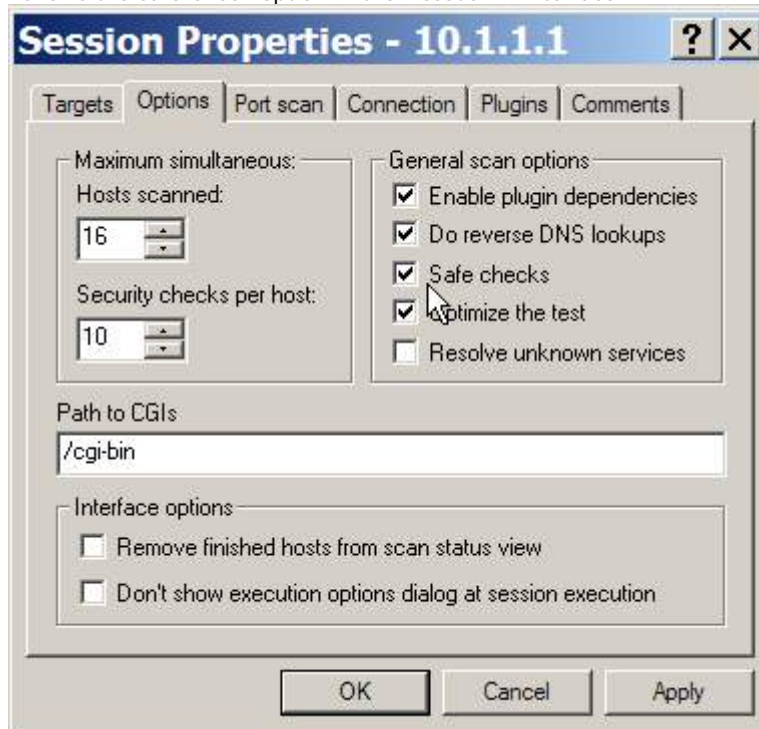 Session Properties - 10.1.1.1
Targets Options Port scan Connection Plugins Comments
Maximum simultaneous:
Hosts scanned:
16
Security checks per host:
10
General scan options
Enable plugin dependencies
Do reverse DNS lookups
Safe checks
Optimize the test
Resolve unknown services
Path to CGIs
/cgi-bin
Interface options
Remove finished hosts from scan status view
Don't show execution options dialog at session execution
OK Cancel Apply